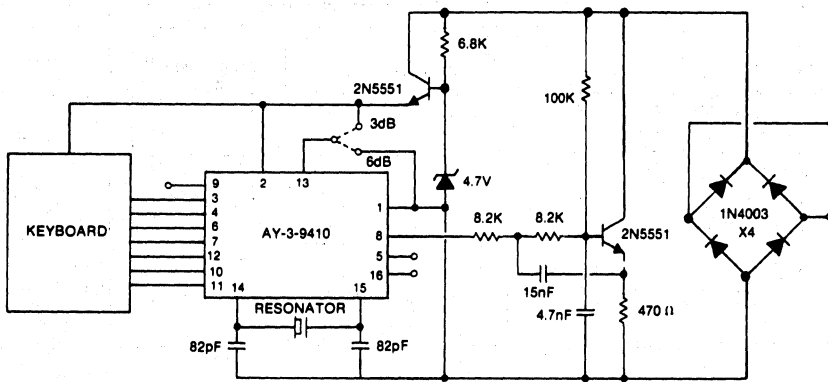 6.8K
2N5551
100K
3dB
6dB
4.7V
9
2
13
3
4
6
7
12
10
11
1
8
5
16
14
15
KEYBOARD
AY-3-9410
8.2K
8.2K
2N5551
1N4003
X4
RESONATOR
15nF
4.7nF
470 Ω
82pF
82pF